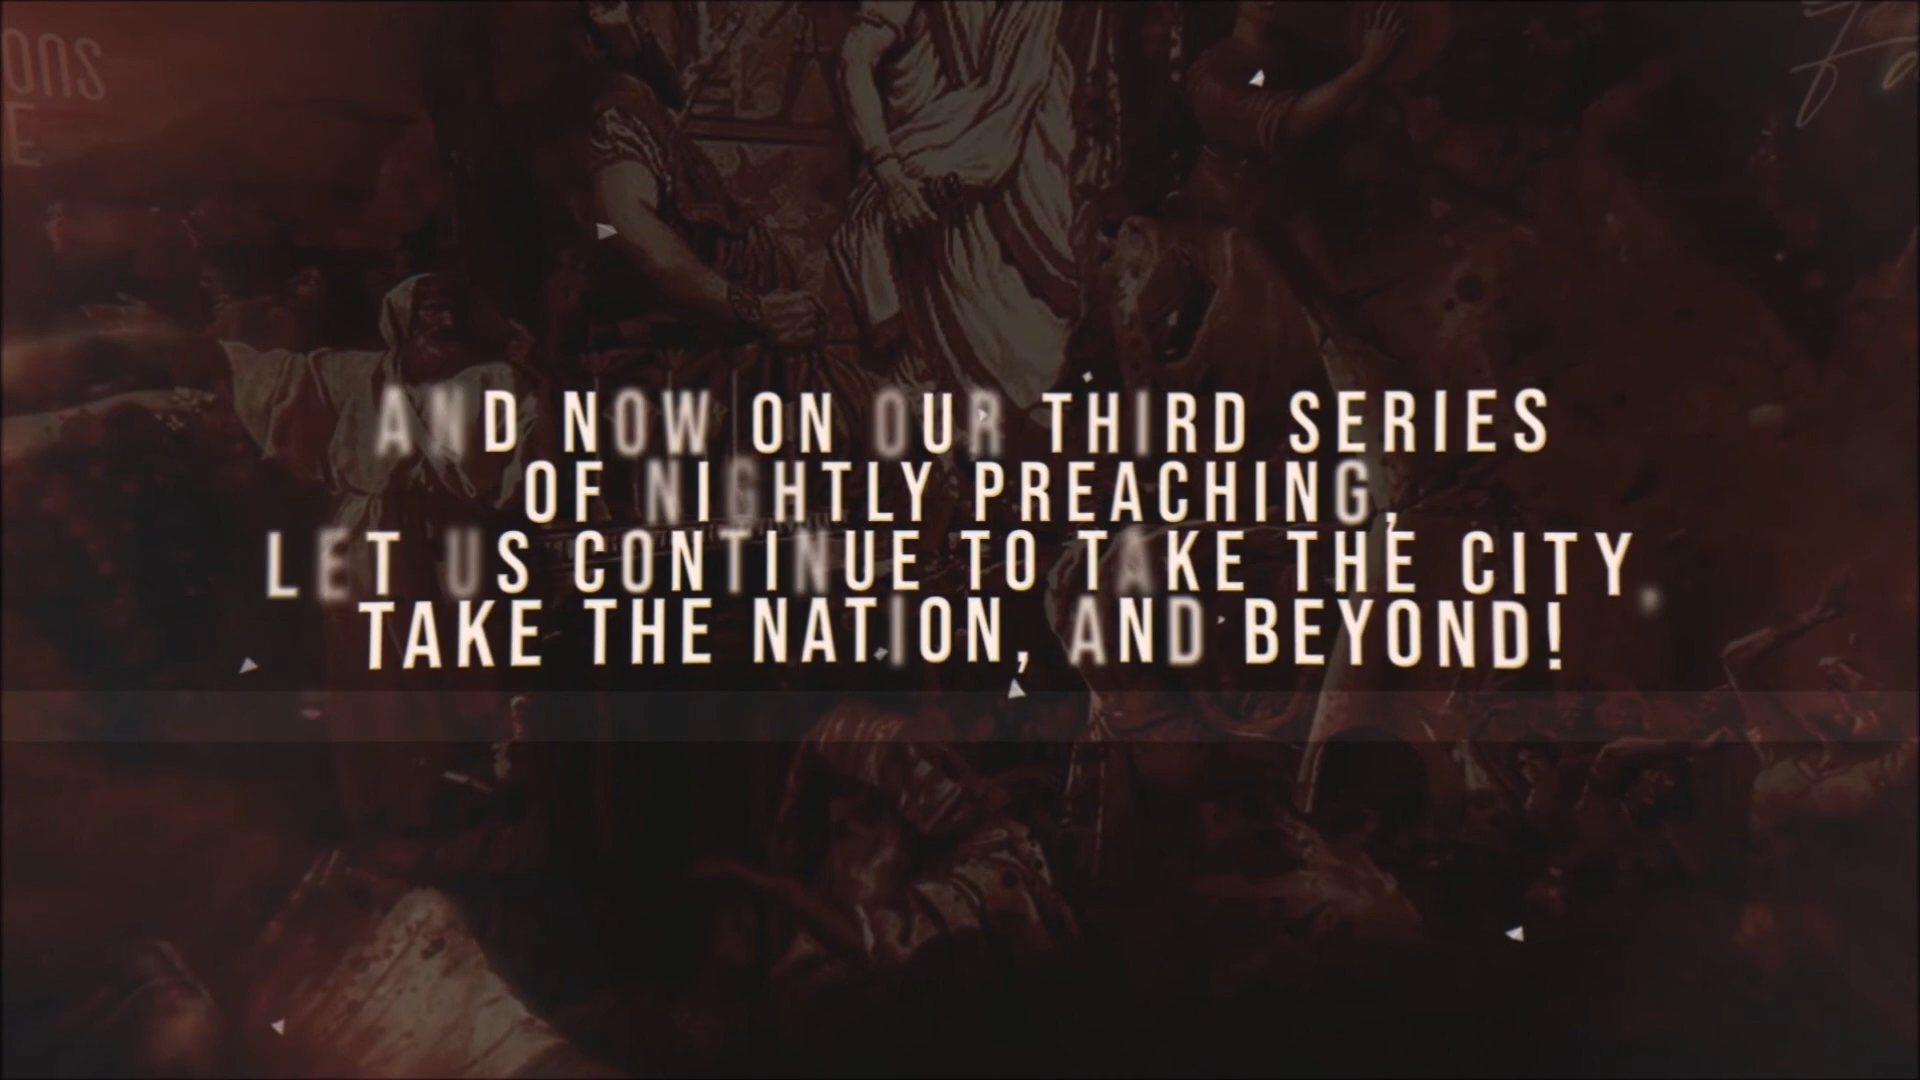 ons
E
AND NOW ON OUR THIRD SERIES
OF NIGHTLY PREACHING,
LET US CONTINUE TO TAKE THE CITY,
TAKE THE NATION, AND BEYOND!